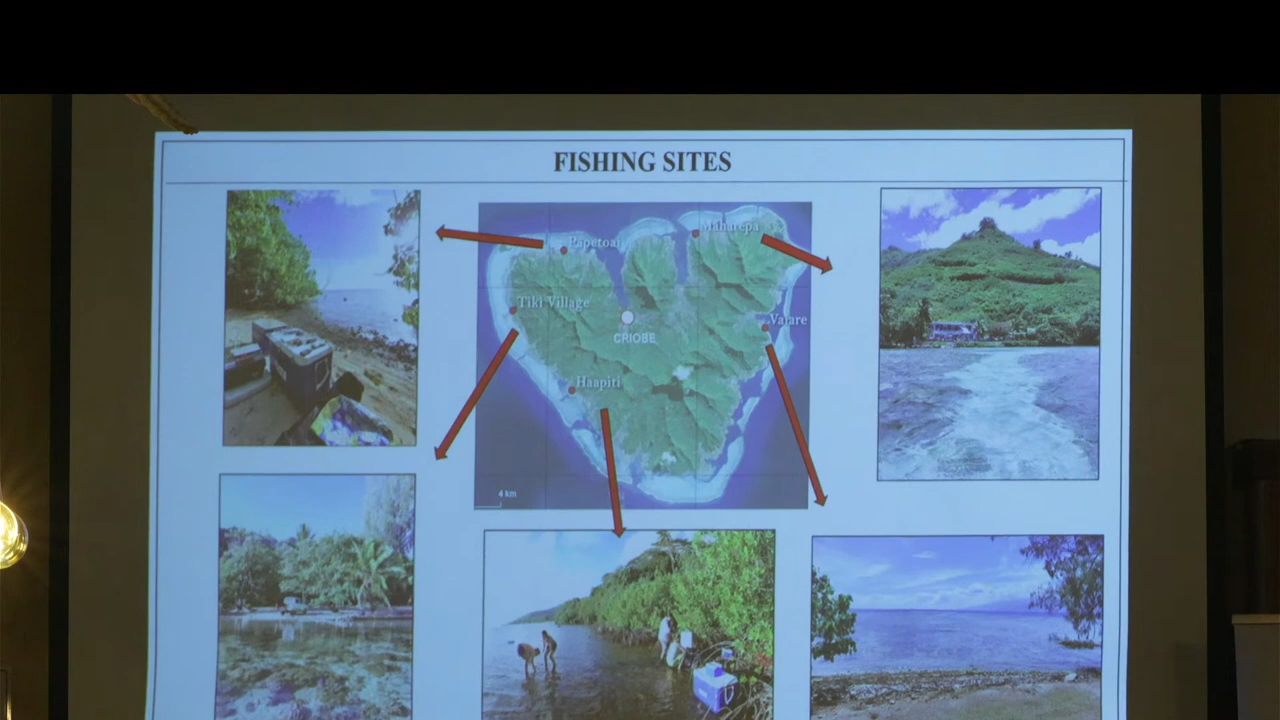 FISHING SITES
Maharepa
Papetoai
Tiki Village
CRIOBE
Vaiare
Haapiti
4 km